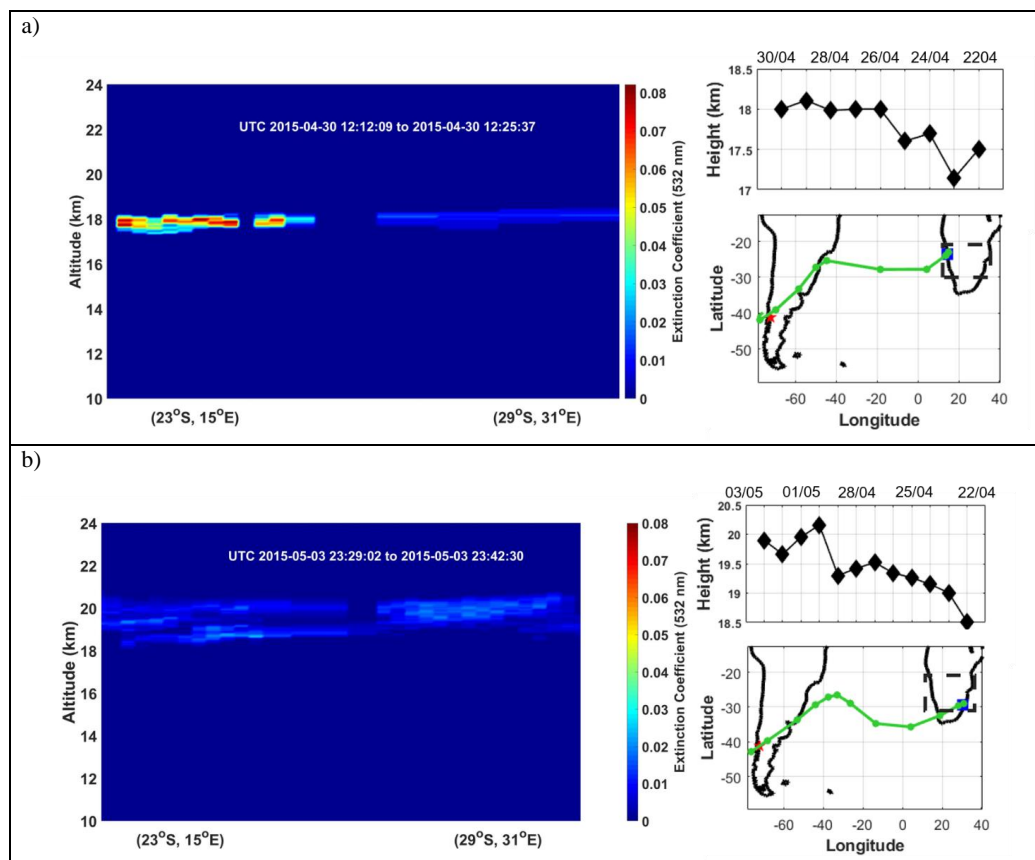 a)
24
22
20
18
16
14
12
10
Altitude (km)
UTC 2015-04-30 12:12:09 to 2015-04-30 12:25:37
(23°S, 15°E)
(29°S, 31°E)
0.08
0.07
0.06
0.05
0.04
0.03
0.02
0.01
0
Extinction Coefficient (532 nm)
30/04 28/04 26/04 24/04 2204
18.5
18
17.5
17
Height (km)
-20
-30
-40
-50
Latitude
-60 -40 -20 0 20 40
Longitude
b)
24
22
20
18
16
14
12
10
Altitude (km)
UTC 2015-05-03 23:29:02 to 2015-05-03 23:42:30
(23°S, 15°E)
(29°S, 31°E)
0.08
0.07
0.06
0.05
0.04
0.03
0.02
0.01
0
Extinction Coefficient (532 nm)
03/05 01/05 28/04 25/04 22/04
20.5
20
19.5
19
18.5
Height (km)
-20
-30
-40
-50
Latitude
-80 -60 -40 -20 0 20 40
Longitude